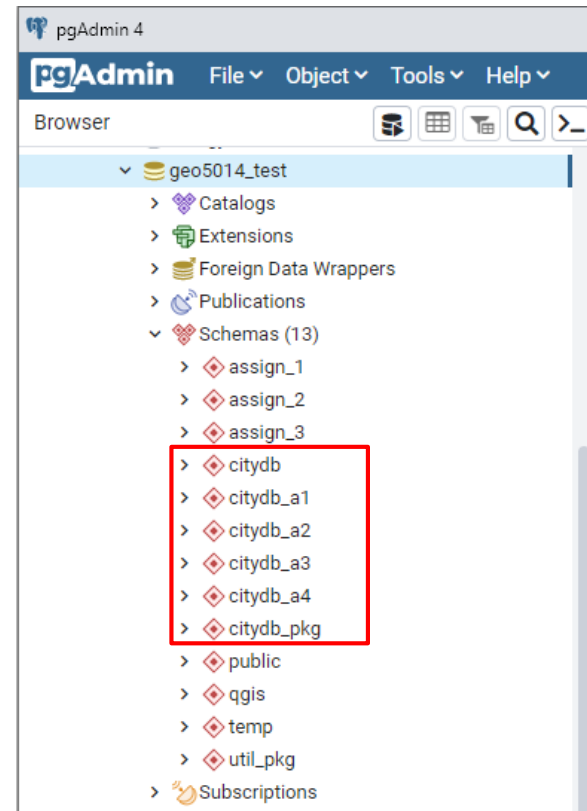 pgAdmin 4
pgAdmin File Object Tools Help
Browser
geo5014_test
Catalogs
Extensions
Foreign Data Wrappers
Publications
Schemas (13)
assign_1
assign_2
assign_3
citydb
citydb_a1
citydb_a2
citydb_a3
citydb_a4
citydb_pkg
public
qgis
temp
util_pkg
Subscriptions